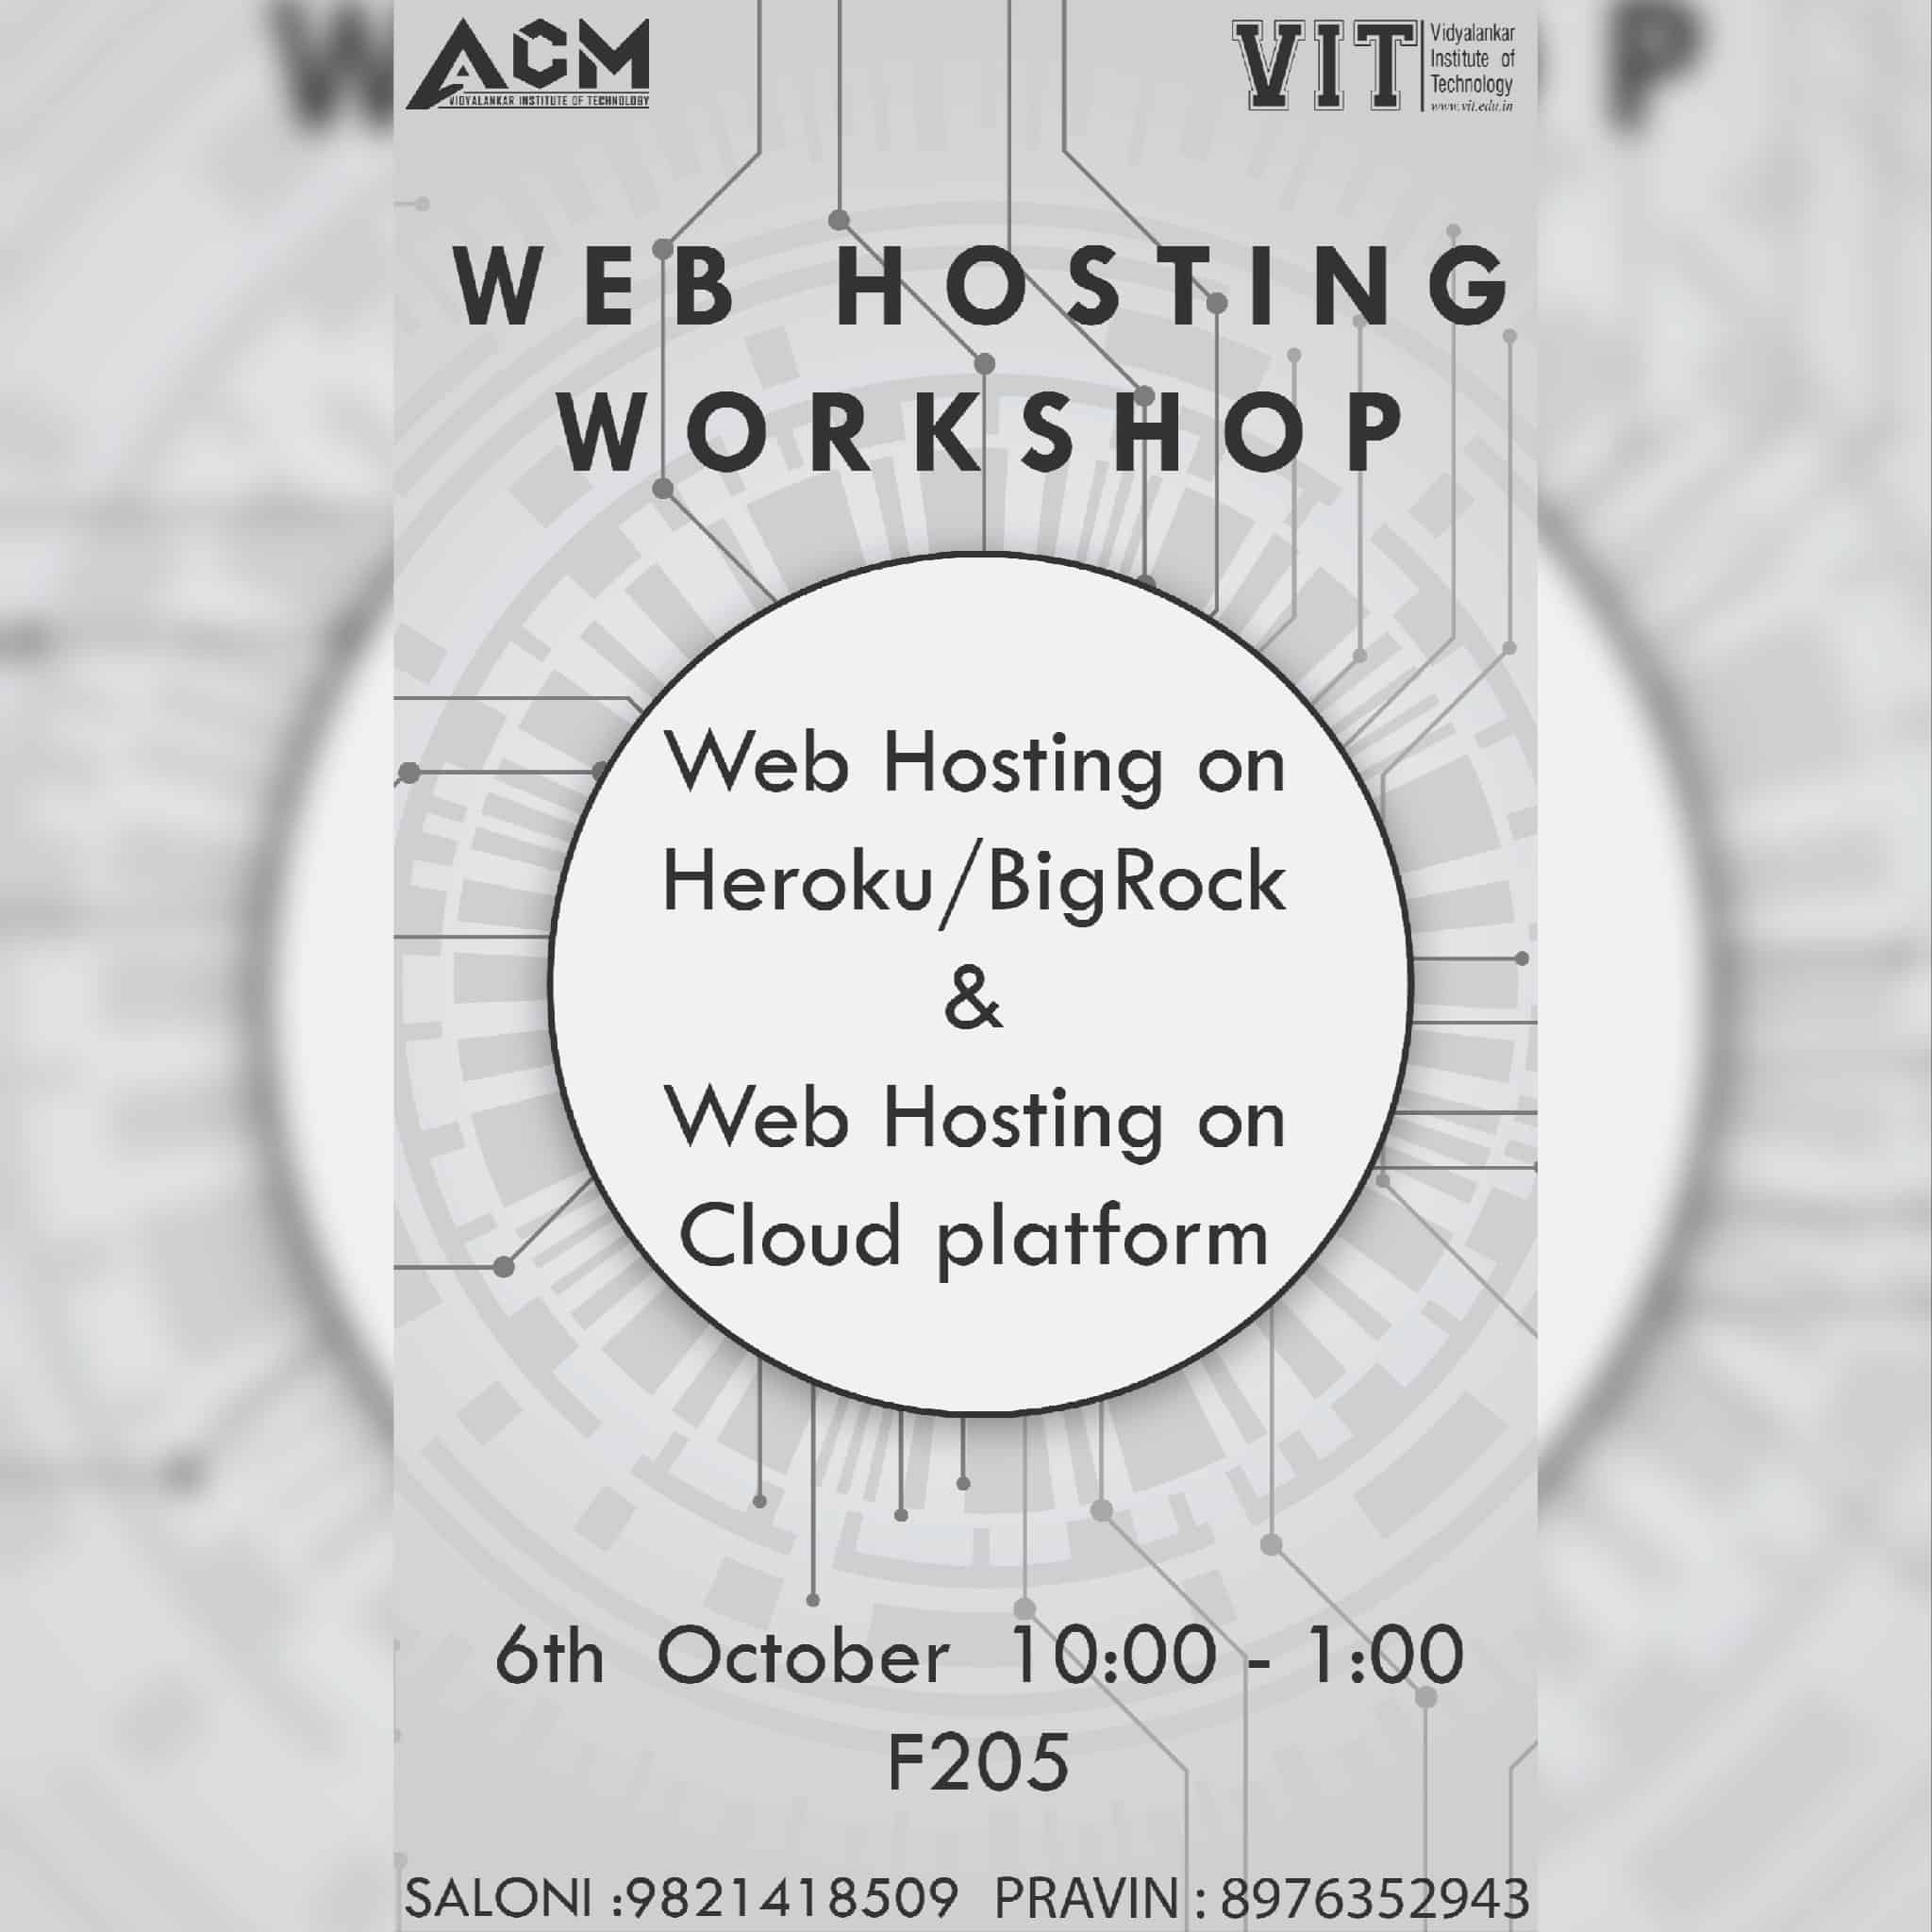 ACM
VIDYALANKAR INSTITUTE OF TECHNOLOGY
VIT
Vidyalankar
Institute of
Technology
www.vit.edu.in
WEB HOSTING
WORKSHOP
Web Hosting on
Heroku/BigRock
&
Web Hosting on
Cloud platform
6th October 10:00 - 1:00
F205
SALONI :9821418509 PRAVIN : 8976352943